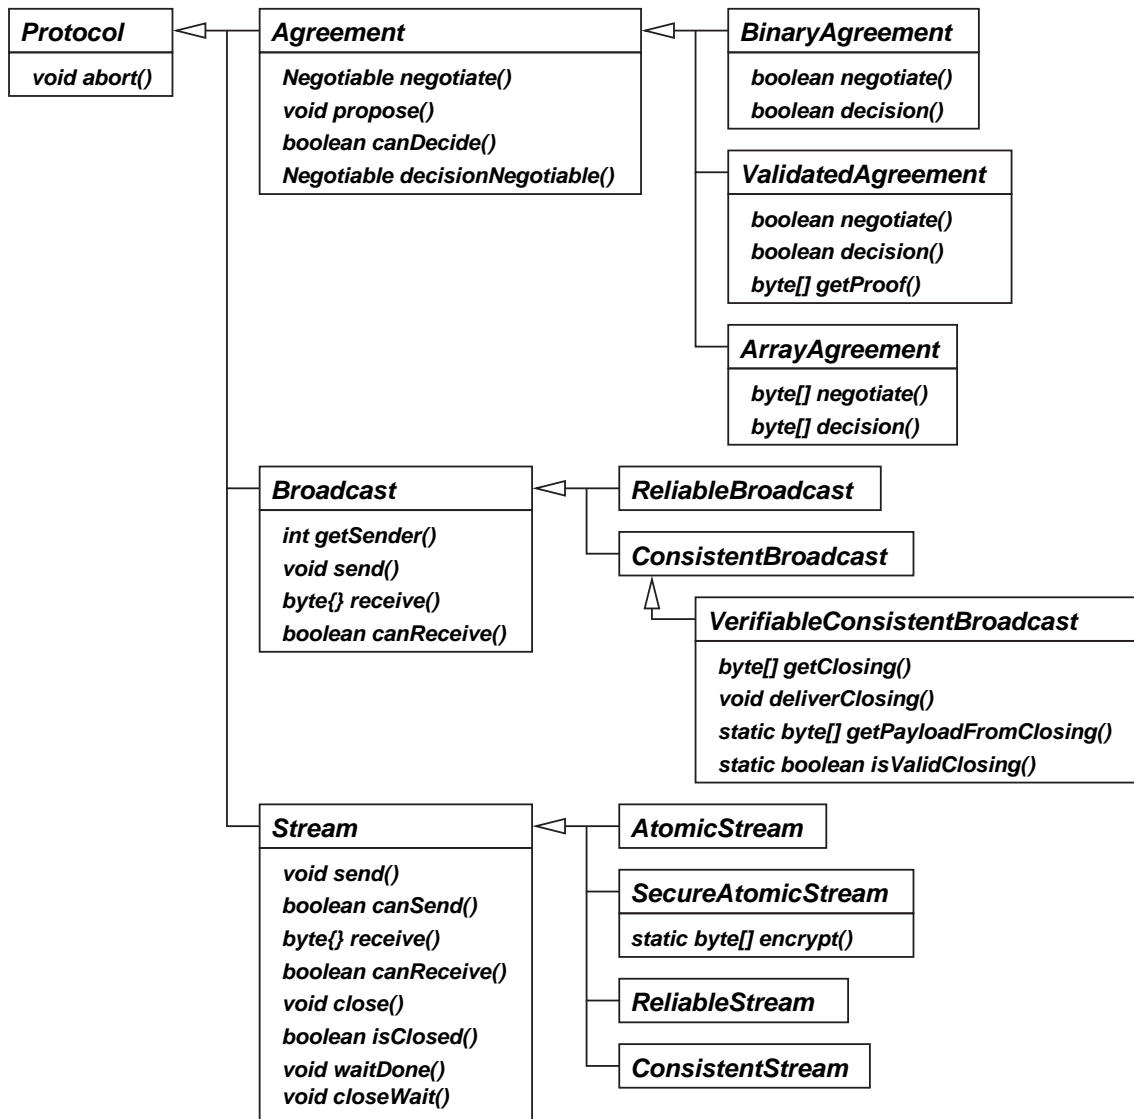 Protocol
void abort()
Agreement
Negotiable negotiate()
void propose()
boolean canDecide()
Negotiable decisionNegotiable()
BinaryAgreement
boolean negotiate()
boolean decision()
ValidatedAgreement
boolean negotiate()
boolean decision()
byte[] getProof()
ArrayAgreement
byte[] negotiate()
byte[] decision()
Broadcast
int getSender()
void send()
byte{} receive()
boolean canReceive()
ReliableBroadcast
ConsistentBroadcast
VerifiableConsistentBroadcast
byte[] getClosing()
void deliverClosing()
static byte[] getPayloadFromClosing()
static boolean isValidClosing()
Stream
void send()
boolean canSend()
byte{} receive()
boolean canReceive()
void close()
boolean isClosed()
void waitDone()
void closeWait()
AtomicStream
SecureAtomicStream
static byte[] encrypt()
ReliableStream
ConsistentStream